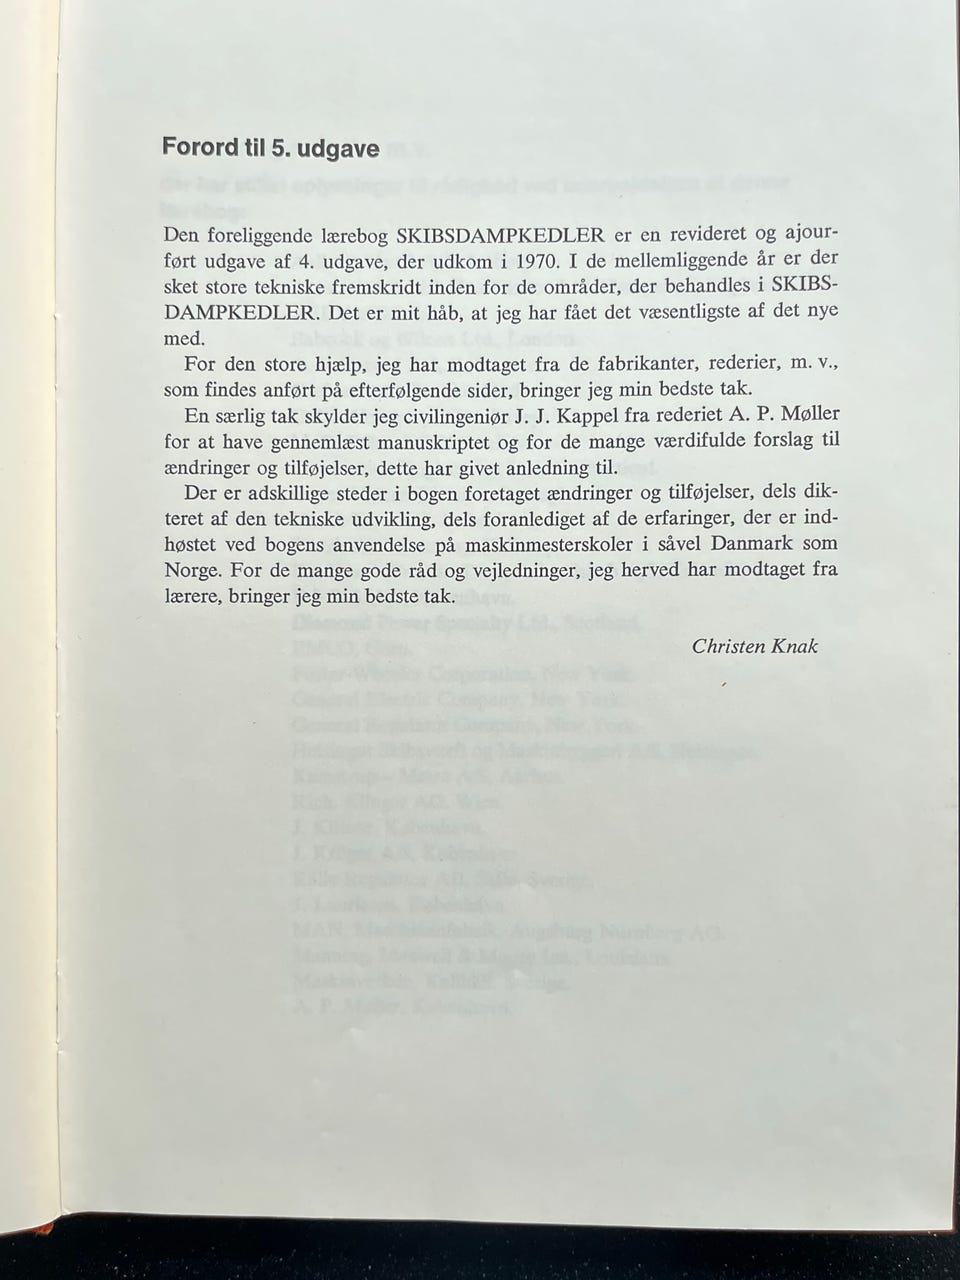 Forord til 5. udgave
Den foreliggende lærebog SKIBSDAMPKEDLER er en revideret og ajour-
ført udgave af 4. udgave, der udkom i 1970. I de mellemliggende år er der
sket store tekniske fremskridt inden for de områder, der behandles i SKIBS-
DAMPKEDLER. Det er mit håb, at jeg har fået det væsentligste af det nye
med.
For den store hjælp, jeg har modtaget fra de fabrikanter, rederier, m. v.,
som findes anført på efterfølgende sider, bringer jeg min bedste tak.
En særlig tak skylder jeg civilingeniør J. J. Kappel fra rederiet A. P. Møller
for at have gennemlæst manuskriptet og for de mange værdifulde forslag til
ændringer og tilføjelser, dette har givet anledning til.
Der er adskillige steder i bogen foretaget ændringer og tilføjelser, dels dik-
teret af den tekniske udvikling, dels foranlediget af de erfaringer, der er ind-
høstet ved bogens anvendelse på maskinmesterskoler i såvel Danmark som
Norge. For de mange gode råd og vejledninger, jeg herved har modtaget fra
lærere, bringer jeg min bedste tak.
Christen Knak